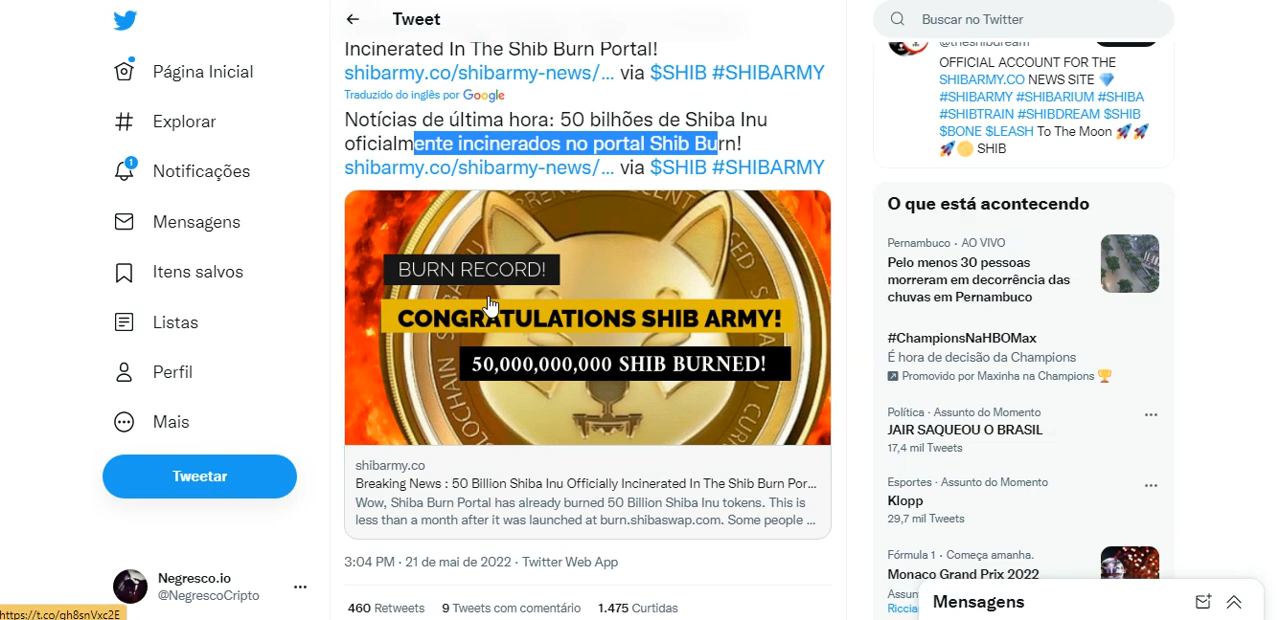 Página Inicial
Explorar
1
Notificações
Mensagens
Itens salvos
Listas
Perfil
Mais
Tweetar
Negresco.io
@NegrescoCripto
https://t.co/gh8snVxc2E
Tweet
Incinerated In The Shib Burn Portal!
shibarmy.co/shibarmy-news/... via $SHIB #SHIBARMY
Traduzido do inglês por Google
Notícias de última hora: 50 bilhões de Shiba Inu
oficialmente incinerados no portal Shib Burn!
shibarmy.co/shibarmy-news/... via $SHIB #SHIBARMY
BURN RECORD!
CONGRATULATIONS SHIB ARMY!
50,000,000,000 SHIB BURNED!
shibarmy.co
Breaking News : 50 Billion Shiba Inu Officially Incinerated In The Shib Burn Por...
Wow, Shiba Burn Portal has already burned 50 Billion Shiba Inu tokens. This is
less than a month after it was launched at burn.shibaswap.com. Some people ...
3:04 PM · 21 de mai de 2022 · Twitter Web App
460 Retweets 9 Tweets com comentário 1.475 Curtidas
Buscar no Twitter
@theshibdream
OFFICIAL ACCOUNT FOR THE
SHIBARMY.CO NEWS SITE
#SHIBARMY #SHIBARIUM #SHIBA
#SHIBTRAIN #SHIBDREAM $SHIB
$BONE $LEASH To The Moon
SHIB
O que está acontecendo
Pernambuco · AO VIVO
Pelo menos 30 pessoas
morreram em decorrência das
chuvas em Pernambuco
#ChampionsNaHBOMax
É hora de decisão da Champions
Promovido por Maxinha na Champions
Política · Assunto do Momento
JAIR SAQUEOU O BRASIL
17,4 mil Tweets
Esportes · Assunto do Momento
Klopp
29,7 mil Tweets
Fórmula 1 · Começa amanha.
Monaco Grand Prix 2022
Assun
Ricciar
Mensagens